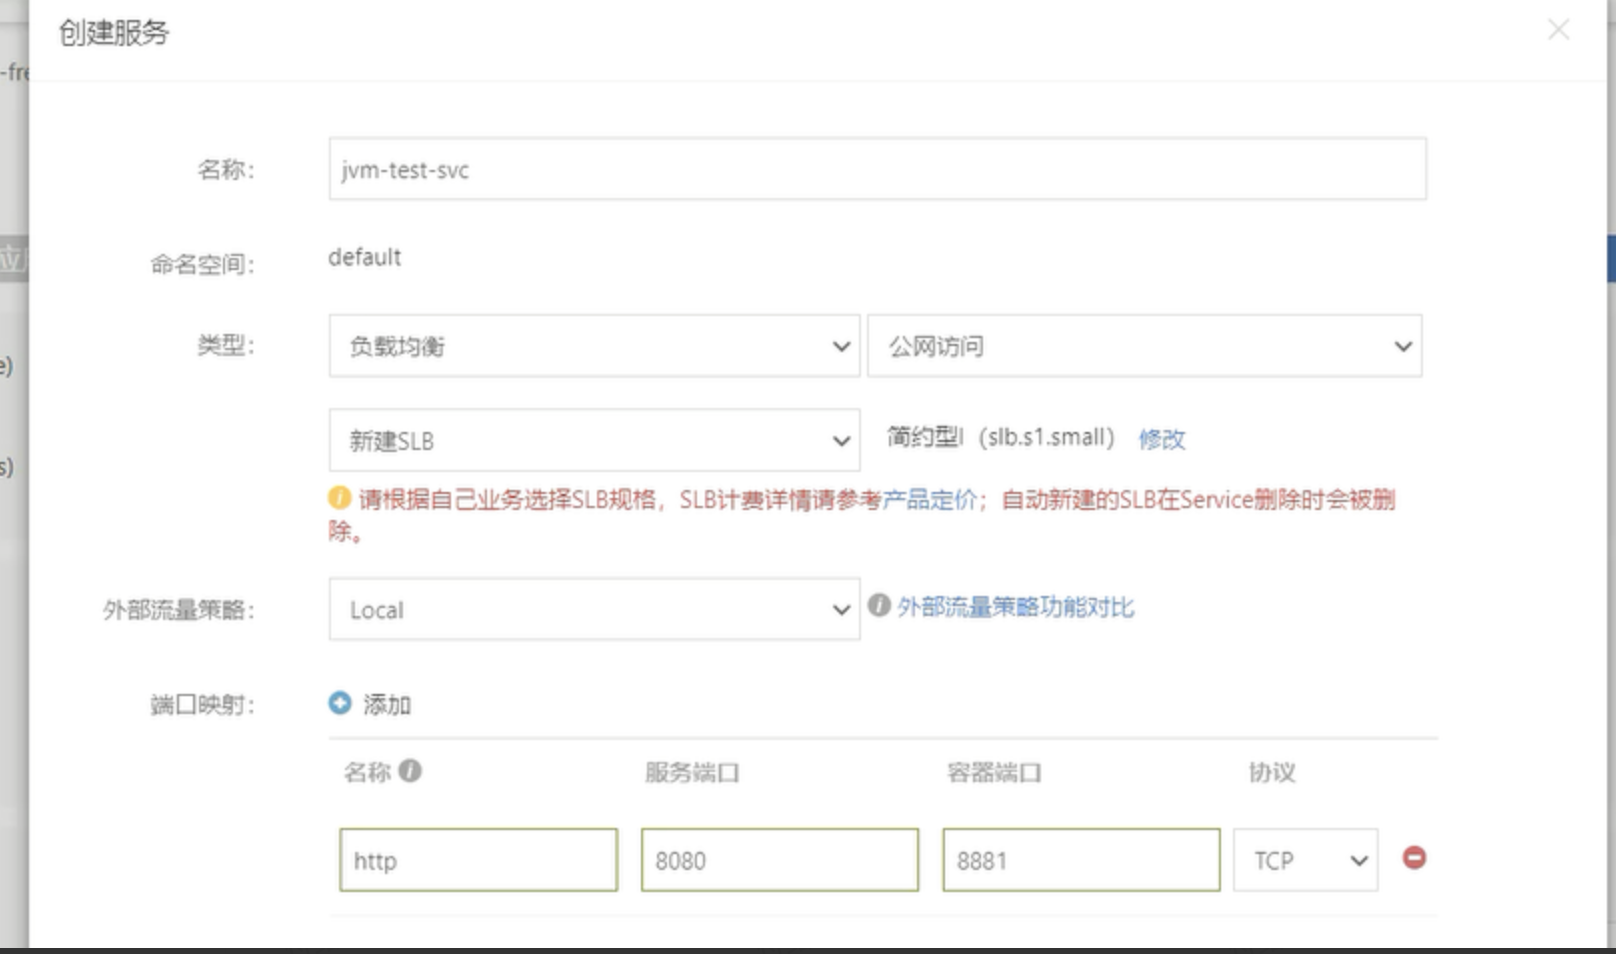 创建服务
-fre
名称：
jvm-test-svc
命名空间：
default
类型：
负载均衡
公网访问
新建SLB
简约型I（slb.s1.small） 修改
请根据自己业务选择SLB规格，SLB计费详情请参考产品定价；自动新建的SLB在Service删除时会被删
除。
外部流量策略：
Local
外部流量策略功能对比
端口映射：
添加
名称 服务端口 容器端口 协议
http 8080 8881 TCP
e)
s)